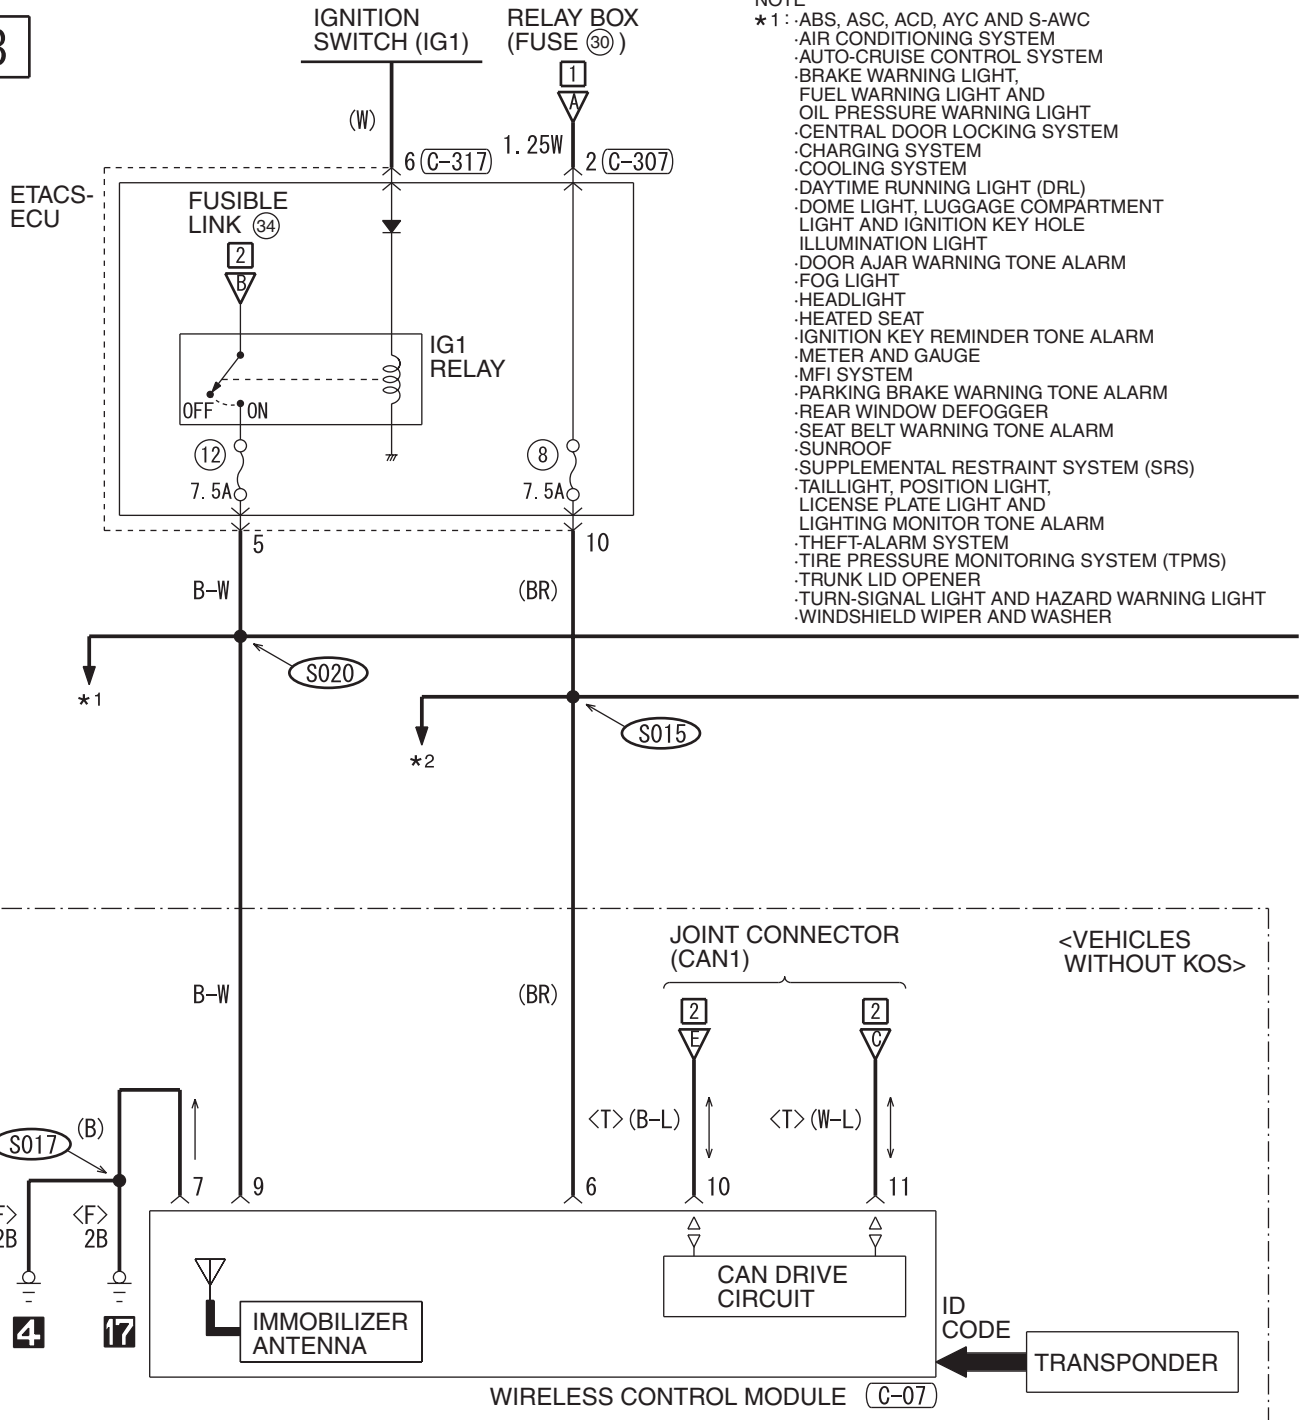 3
IGNITION
SWITCH (IG1)
RELAY BOX
(FUSE 30)
1
A
(W)
1.25W
6 (C-317)
2 (C-307)
NOTE
*1: ·ABS, ASC, ACD, AYC AND S-AWC
·AIR CONDITIONING SYSTEM
·AUTO-CRUISE CONTROL SYSTEM
·BRAKE WARNING LIGHT,
FUEL WARNING LIGHT AND
OIL PRESSURE WARNING LIGHT
·CENTRAL DOOR LOCKING SYSTEM
·CHARGING SYSTEM
·COOLING SYSTEM
·DAYTIME RUNNING LIGHT (DRL)
·DOME LIGHT, LUGGAGE COMPARTMENT
LIGHT AND IGNITION KEY HOLE
ILLUMINATION LIGHT
·DOOR AJAR WARNING TONE ALARM
·FOG LIGHT
·HEADLIGHT
·HEATED SEAT
·IGNITION KEY REMINDER TONE ALARM
·METER AND GAUGE
·MFI SYSTEM
·PARKING BRAKE WARNING TONE ALARM
·REAR WINDOW DEFOGGER
·SEAT BELT WARNING TONE ALARM
·SUNROOF
·SUPPLEMENTAL RESTRAINT SYSTEM (SRS)
·TAILLIGHT, POSITION LIGHT,
LICENSE PLATE LIGHT AND
LIGHTING MONITOR TONE ALARM
·THEFT-ALARM SYSTEM
·TIRE PRESSURE MONITORING SYSTEM (TPMS)
·TRUNK LID OPENER
·TURN-SIGNAL LIGHT AND HAZARD WARNING LIGHT
·WINDSHIELD WIPER AND WASHER
ETACS-
ECU
FUSIBLE
LINK 34
2
B
IG1
RELAY
OFF ON
12
7.5A
8
7.5A
5
10
B-W
(BR)
S020
*1
S015
*2
JOINT CONNECTOR
(CAN1)
<VEHICLES
WITHOUT KOS>
B-W
(BR)
2
E
2
C
<T>(B-L)
<T>(W-L)
S017
(B)
7
9
6
10
11
F>
2B
<F>
2B
4
17
IMMOBILIZER
ANTENNA
CAN DRIVE
CIRCUIT
ID
CODE
TRANSPONDER
WIRELESS CONTROL MODULE (C-07)